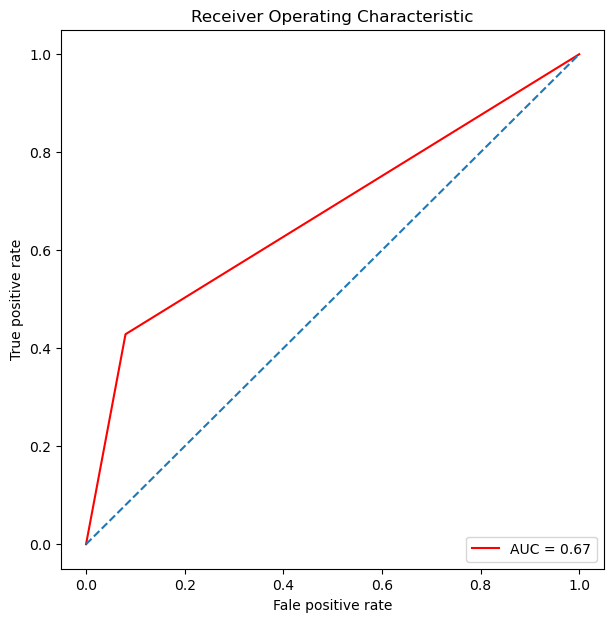 Receiver Operating Characteristic
1.0
0.8
0.6
0.4
0.2
0.0
True positive rate
AUC = 0.67
0.0 0.2 0.4 0.6 0.8 1.0
Fale positive rate